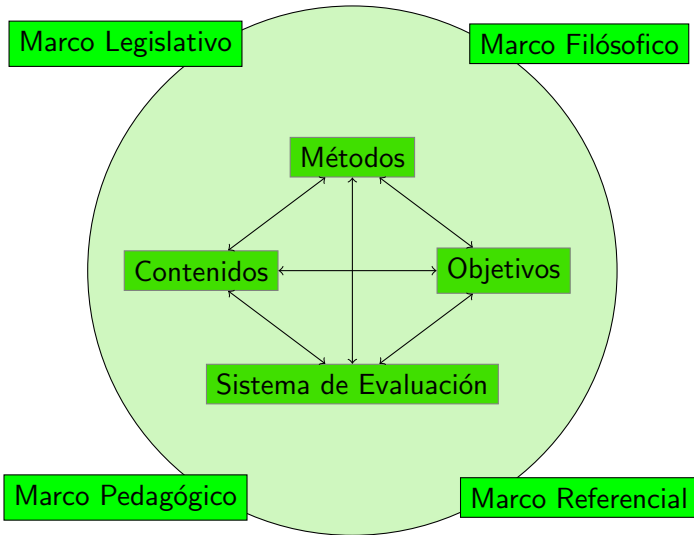 Marco Legislativo
Marco Filósofico
Métodos
Contenidos
Objetivos
Sistema de Evaluación
Marco Pedagógico
Marco Referencial